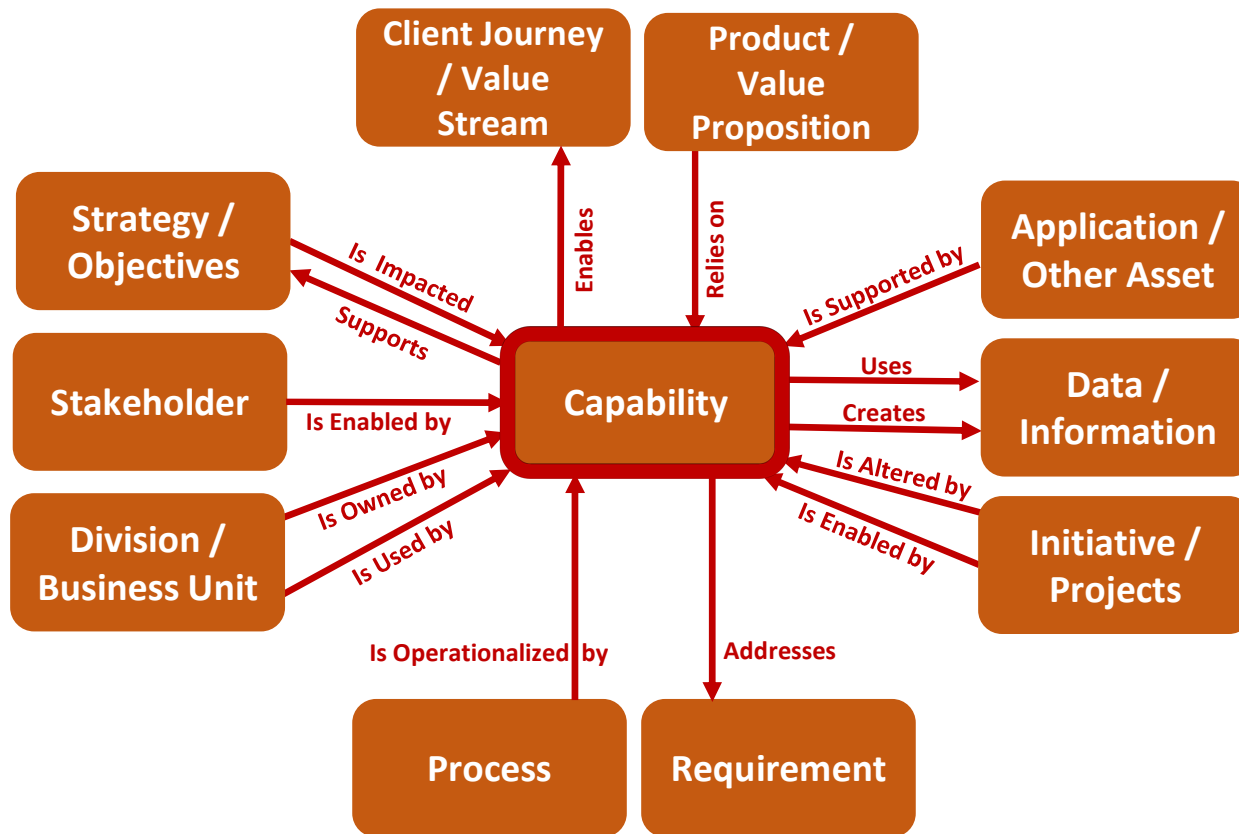 Client Journey
/ Value
Stream
Product /
Value
Proposition
Strategy /
Objectives
Is  Impacted
Supports
Enables
Relies on
Application /
Other Asset
Is Supported by
Stakeholder
Is Enabled by
Capability
Uses
Creates
Data /
Information
Division /
Business Unit
Is Owned by
Is Used by
Is Altered by
Is Enabled by
Initiative /
Projects
Is Operationalized  by
Addresses
Process
Requirement